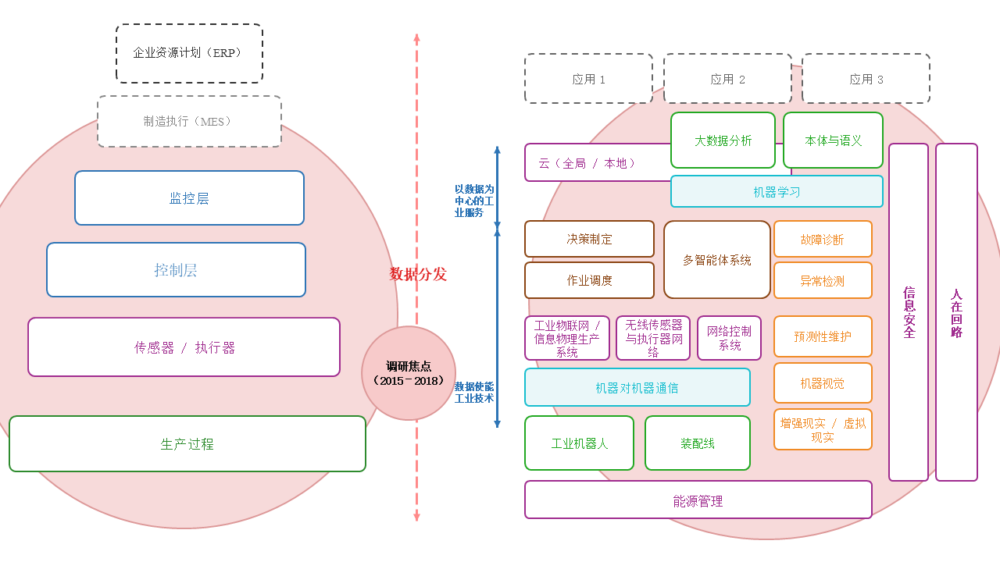 企业资源计划（ERP）
制造执行（MES）
监控层
控制层
传感器 / 执行器
生产过程
数据分发
调研焦点
（2015－2018）
以数据为
中心的工
业服务
数据使能
工业技术
应用 1
应用 2
应用 3
大数据分析
本体与语义
云（全局 / 本地）
机器学习
决策制定
多智能体系统
故障诊断
作业调度
异常检测
工业物联网 /
信息物理生产
系统
无线传感器
与执行器网
络
网络控制
系统
预测性维护
机器对机器通信
机器视觉
增强现实 / 虚拟
现实
工业机器人
装配线
能源管理
信息安全
人在回路